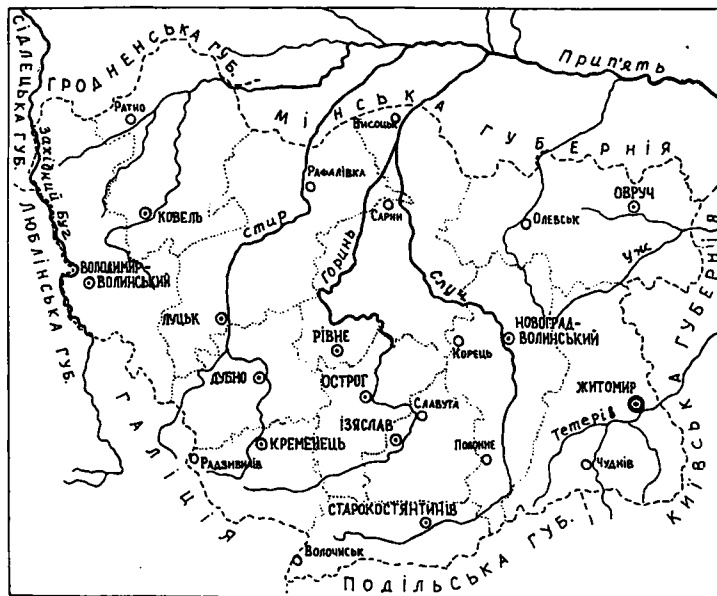 СІДЛЕЦЬКА ГУБ.
ГРОДНЕНСЬКА ГУБ.
Прип'ять
МІНСЬКА ГУБЕРНІЯ
Ратно
Висоцьк
Західний Буг
Рафалівка
Сарни
ОВРУЧ
КОВЕЛЬ
Олевськ
стир
Горинь
Случ
уж
ЛЮБЛІНСЬКА ГУБ.
ВОЛОДИМИР-
ВОЛИНСЬКИЙ
ЛУЦЬК
РІВНЕ
Корець
НОВОГРАД-
ВОЛИНСЬКИЙ
ДУБНО
ОСТРОГ
Славута
ЖИТОМИР
Тетерів
ІЗЯСЛАВ
КРЕМЕНЕЦЬ
Радзивилів
Полонне
Чуднів
ГАЛІЦІЯ
СТАРОКОСТЯНТИНІВ
Волочиськ
ПОДІЛЬСЬКА ГУБ.
КИЇВСЬКА ГУБЕРНІЯ